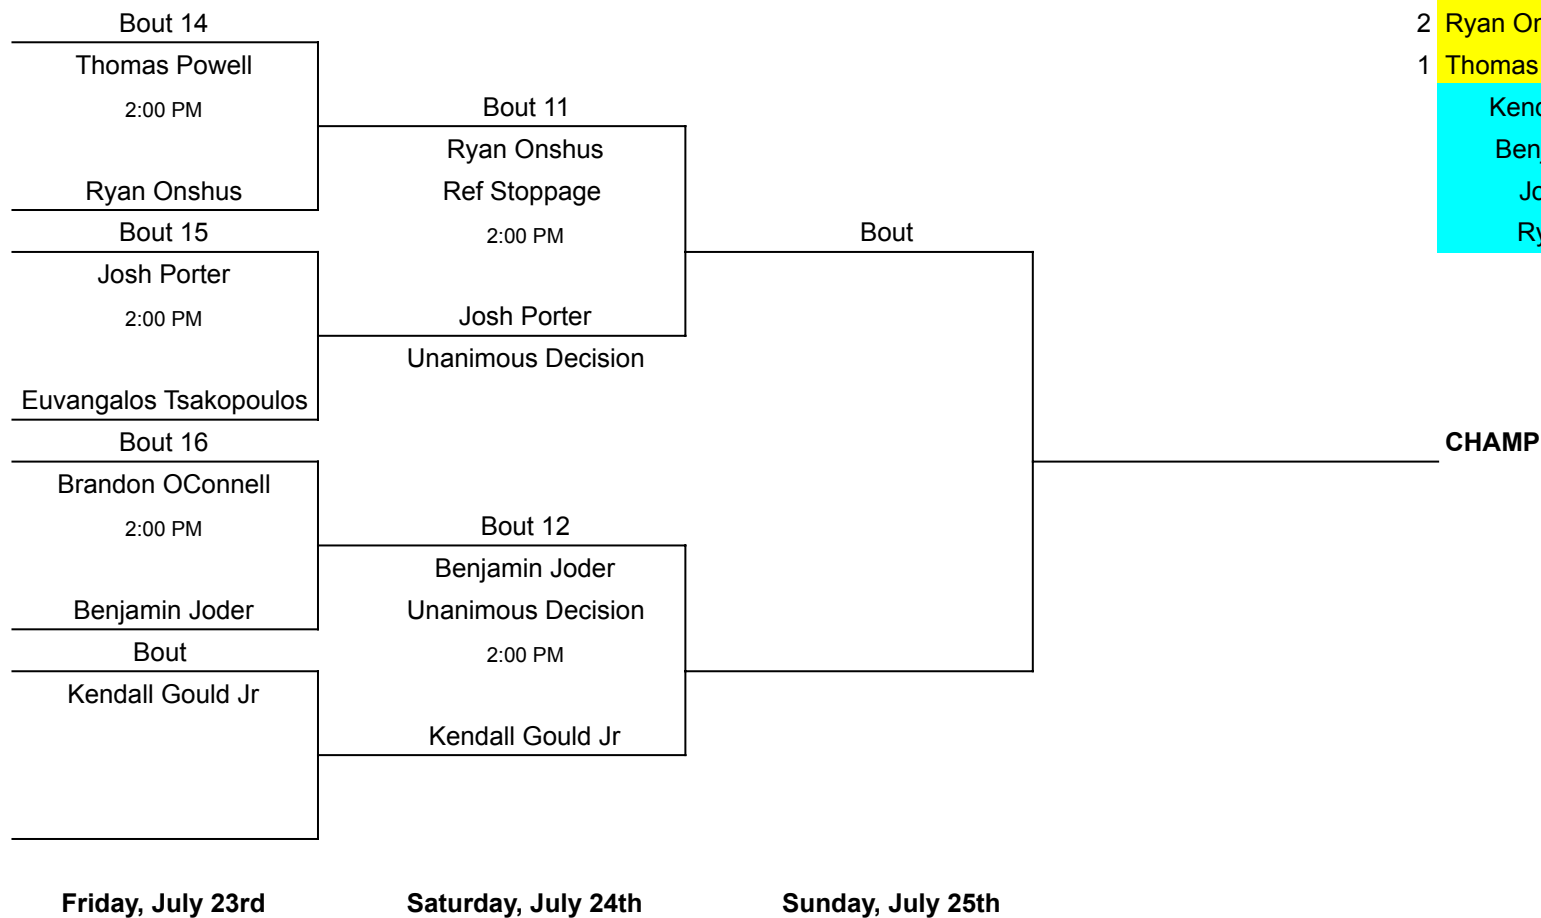 Bout 14
Thomas Powell
2:00 PM
Ryan Onshus
Bout 15
Josh Porter
2:00 PM
Euvangalos Tsakopoulos
Bout 16
Brandon OConnell
2:00 PM
Benjamin Joder
Bout
Kendall Gould Jr
Friday, July 23rd
Bout 11
Ryan Onshus
Ref Stoppage
2:00 PM
Josh Porter
Unanimous Decision
Bout 12
Benjamin Joder
Unanimous Decision
2:00 PM
Kendall Gould Jr
Saturday, July 24th
Bout
Sunday, July 25th
2 Ryan
1 Thomas
CHAMP